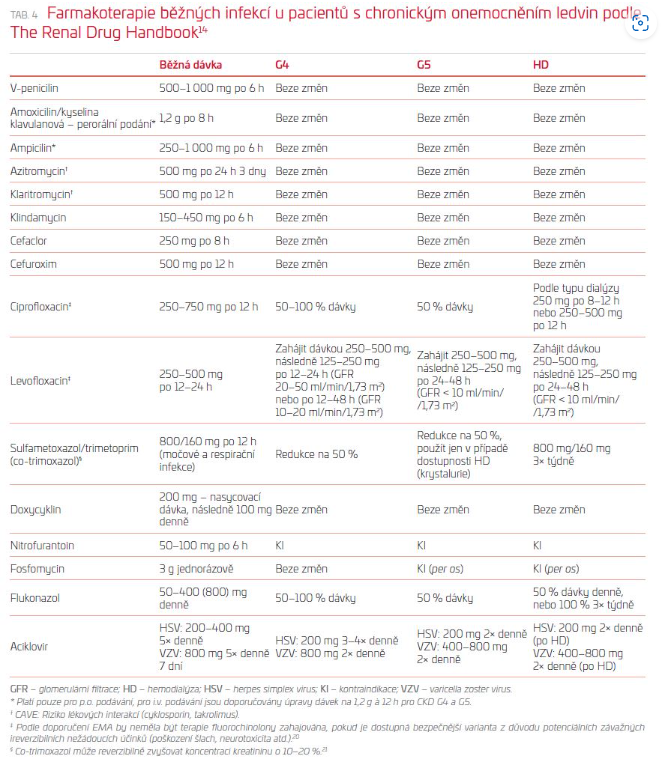 TAB. 4 Farmakoterapie běžných infekcí u pacientů s chronickým onemocněním ledvin podle
The Renal Drug Handbook¹⁴
Běžná dávka G4 G5 HD
V-penicilin 500–1 000 mg po 6 h Beze změn Beze změn Beze změn
Amoxicilin/kyselina
klavulanová – perorální podání* 1,2 g po 8 h Beze změn Beze změn Beze změn
Ampicilin* 250–1 000 mg po 6 h Beze změn Beze změn Beze změn
Azitromycin† 500 mg po 24 h 3 dny Beze změn Beze změn Beze změn
Klaritromycin† 500 mg po 12 h Beze změn Beze změn Beze změn
Klindamycin 150–450 mg po 6 h Beze změn Beze změn Beze změn
Cefaclor 250 mg po 8 h Beze změn Beze změn Beze změn
Cefuroxim 500 mg po 12 h Beze změn Beze změn Beze změn
Ciprofloxacin‡ 250–750 mg po 12 h 50–100 % dávky 50 % dávky Podle typu dialýzy
250 mg po 8–12 h
nebo 250–500 mg
po 12 h
Levofloxacin‡ 250–500 mg
po 12–24 h
Zahájit dávkou 250–500 mg,
následně 125–250 mg
po 12–24 h (GFR
20–50 ml/min/1,73 m²)
nebo po 12–48 h (GFR
10–20 ml/min/1,73 m²)
Zahájit 250–500 mg,
následně 125–250 mg
po 24–48 h
(GFR < 10 ml/min/
/1,73 m²)
Zahájit dávkou
250–500 mg,
následně 125–250 mg
po 24–48 h
(GFR < 10 ml/min/
/1,73 m²)
Sulfametoxazol/trimetoprim
(co-trimoxazol)§
800/160 mg po 12 h
(močové a respirační
infekce)
Redukce na 50 %
Redukce na 50 %,
použít jen v případě
dostupnosti HD
(krystalurie)
800 mg/160 mg
3× týdně
Doxycyklin
200 mg – nasycovací
dávka, následně 100 mg
denně
Beze změn Beze změn Beze změn
Nitrofurantoin 50–100 mg po 6 h KI KI KI
Fosfomycin 3 g jednorázově Beze změn KI (per os) KI (per os)
Flukonazol 50–400 (800) mg
denně
50–100 % dávky 50 % dávky 50 % dávky denně,
nebo 100 % 3× týdně
Aciklovir
HSV: 200–400 mg
5× denně
VZV: 800 mg 5× denně
7 dní
HSV: 200 mg 3–4× denně
VZV: 800 mg 2× denně
HSV: 200 mg 2× denně
VZV: 400–800 mg
2× denně
HSV: 200 mg 2× denně
(po HD)
VZV: 400–800 mg
2× denně (po HD)
GFR – glomerulární filtrace; HD – hemodialýza; HSV – herpes simplex virus; KI – kontraindikace; VZV – varicella zoster virus.
* Platí pouze pro p.o. podávání, pro i.v. podávání jsou doporučovány úpravy dávek na 1,2 g à 12 h pro CKD G4 a G5.
† CAVE: Riziko lékových interakcí (cyklosporin, takrolimus).
‡ Podle doporučení EMA by neměla být terapie fluorochinolony zahajována, pokud je dostupná bezpečnější varianta z důvodu potenciálních závažných
ireverzibilních nežádoucích účinků (poškození šlach, neurotoxicita atd.).²⁰
§ Co-trimoxazol může reverzibilně zvyšovat koncentraci kreatininu o 10–20 %.²¹